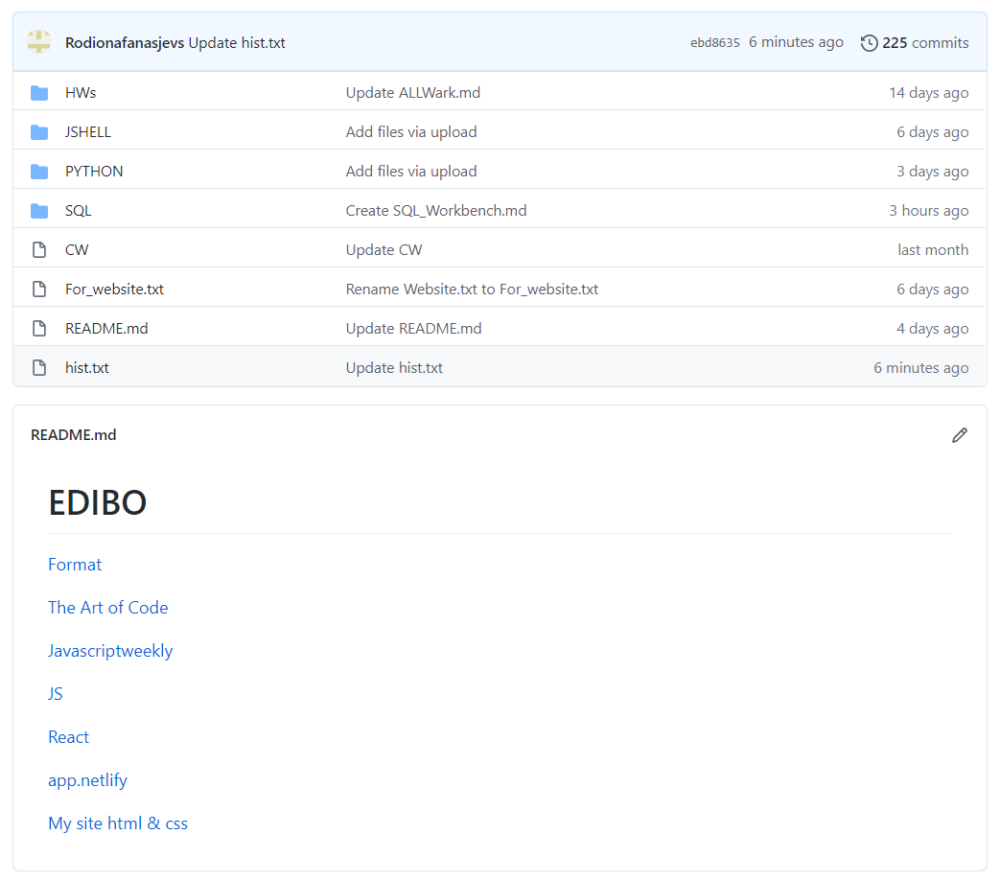 Rodionafanasjevs Update hist.txt ebd8635 6 minutes ago 225 commits
HWs Update ALLWark.md 14 days ago
JSHELL Add files via upload 6 days ago
PYTHON Add files via upload 3 days ago
SQL Create SQL_Workbench.md 3 hours ago
CW Update CW last month
For_website.txt Rename Website.txt to For_website.txt 6 days ago
README.md Update README.md 4 days ago
hist.txt Update hist.txt 6 minutes ago
README.md
EDIBO
Format
The Art of Code
Javascriptweekly
JS
React
app.netlify
My site html & css